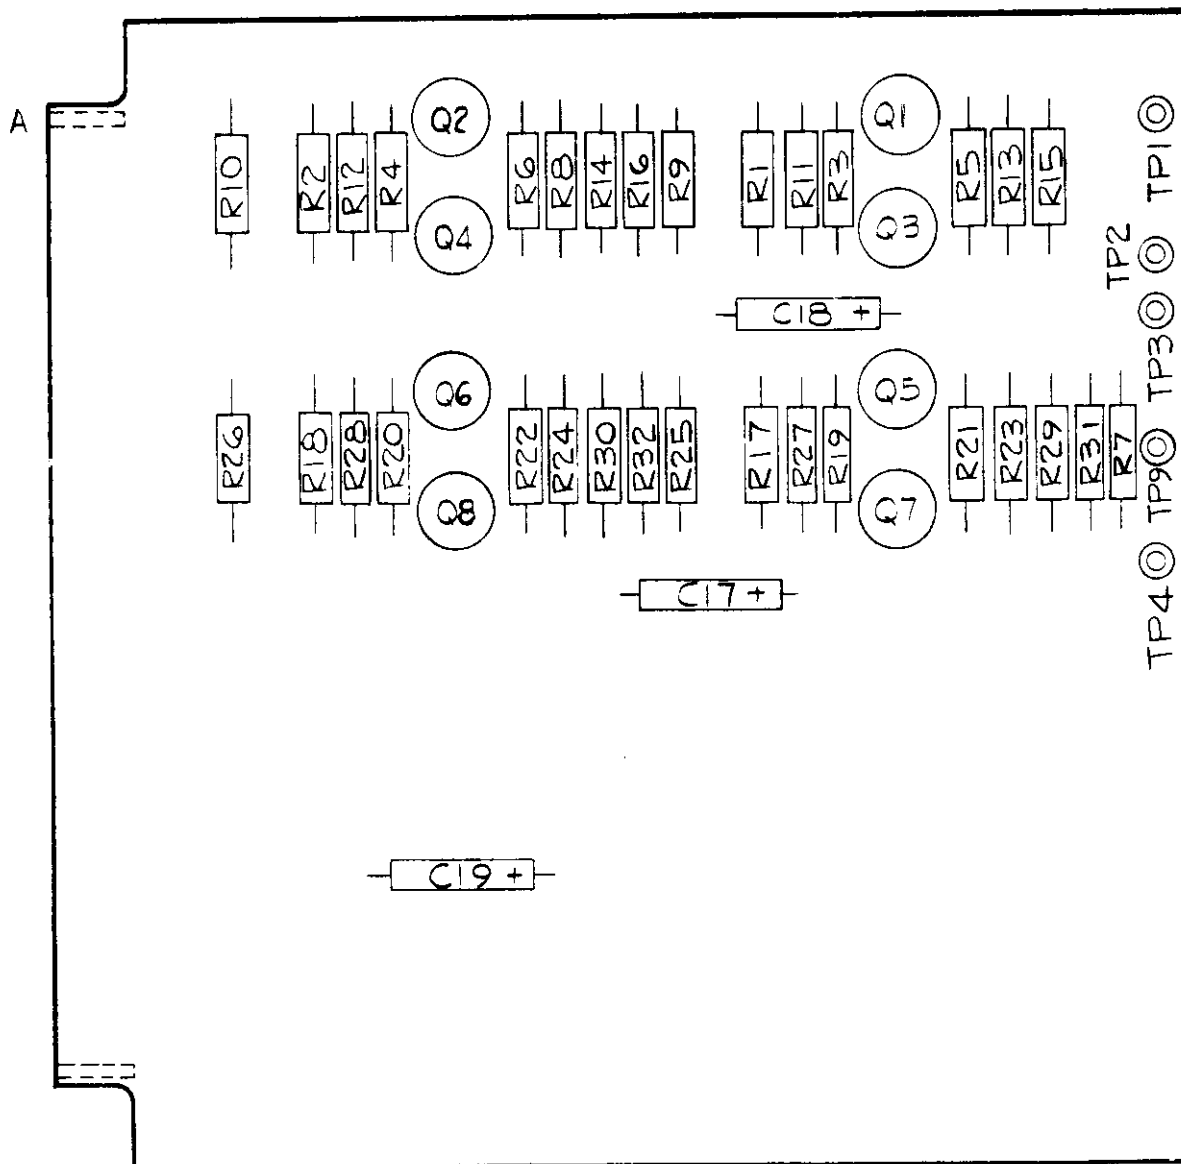 A
R10
R2
R12
R4
Q2
Q4
R6
R8
R14
R16
R9
R1
R11
R3
Q1
Q3
R5
R13
R15
TP1
TP2
C18 +
TP3
R26
R18
R28
R20
Q6
Q8
R22
R24
R30
R32
R25
R17
R27
R19
Q5
Q7
R21
R23
R29
R31
R7
TP9
TP4
C17 +
C19 +